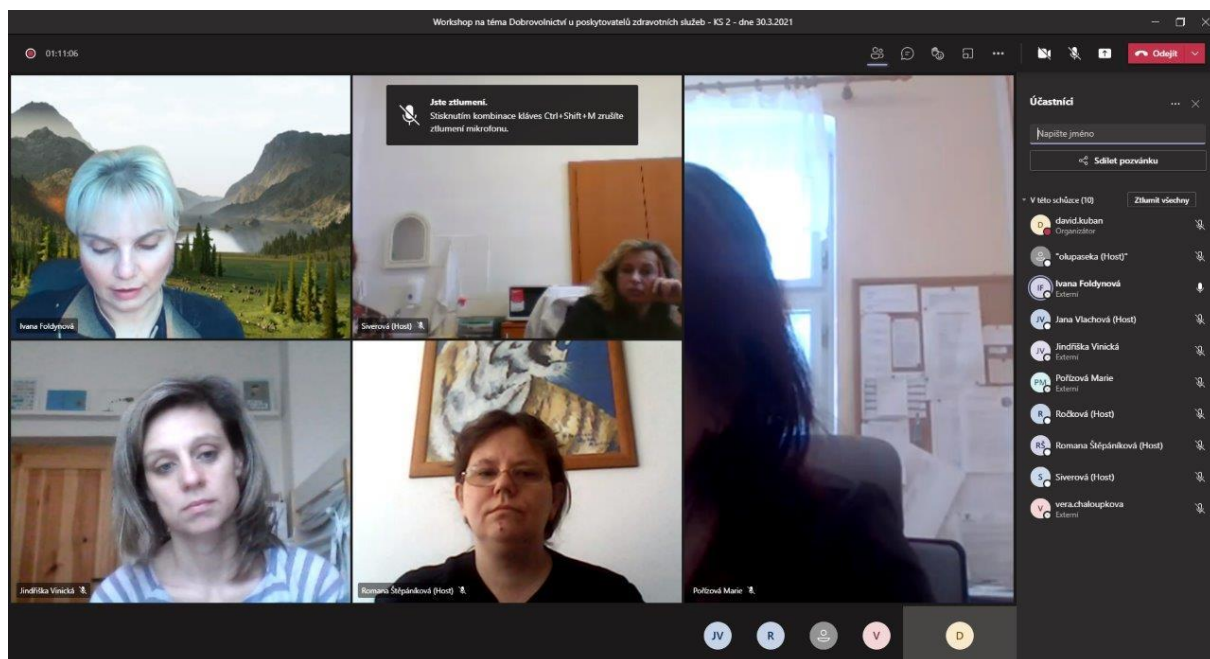 Workshop na téma Dobrovolnictví u poskytovatelů zdravotních služeb - KS 2 - dne 30.3.2021
01:11:06
Odejít
Jste ztlumení.
Stisknutím kombinace kláves Ctrl+Shift+M zrušíte
ztlumení mikrofonu.
Ivana Foldynová
Siverová (Host)
Jindřiška Vinická
Romana Štěpáníková (Host)
Pořízová Marie
JV
R
V
D
Účastníci
Napište jméno
Sdílet pozvánku
V této schůzce (10)
Ztlumit všechny
D
david.kuban
Organizátor
"olupaseka (Host)"
IF
Ivana Foldynová
Externí
JV
Jana Vlachová (Host)
JV
Jindřiška Vinická
Externí
PM
Pořízová Marie
Externí
R
Ročková (Host)
RŠ
Romana Štěpáníková (Host)
S
Siverová (Host)
V
vera.chaloupkova
Externí